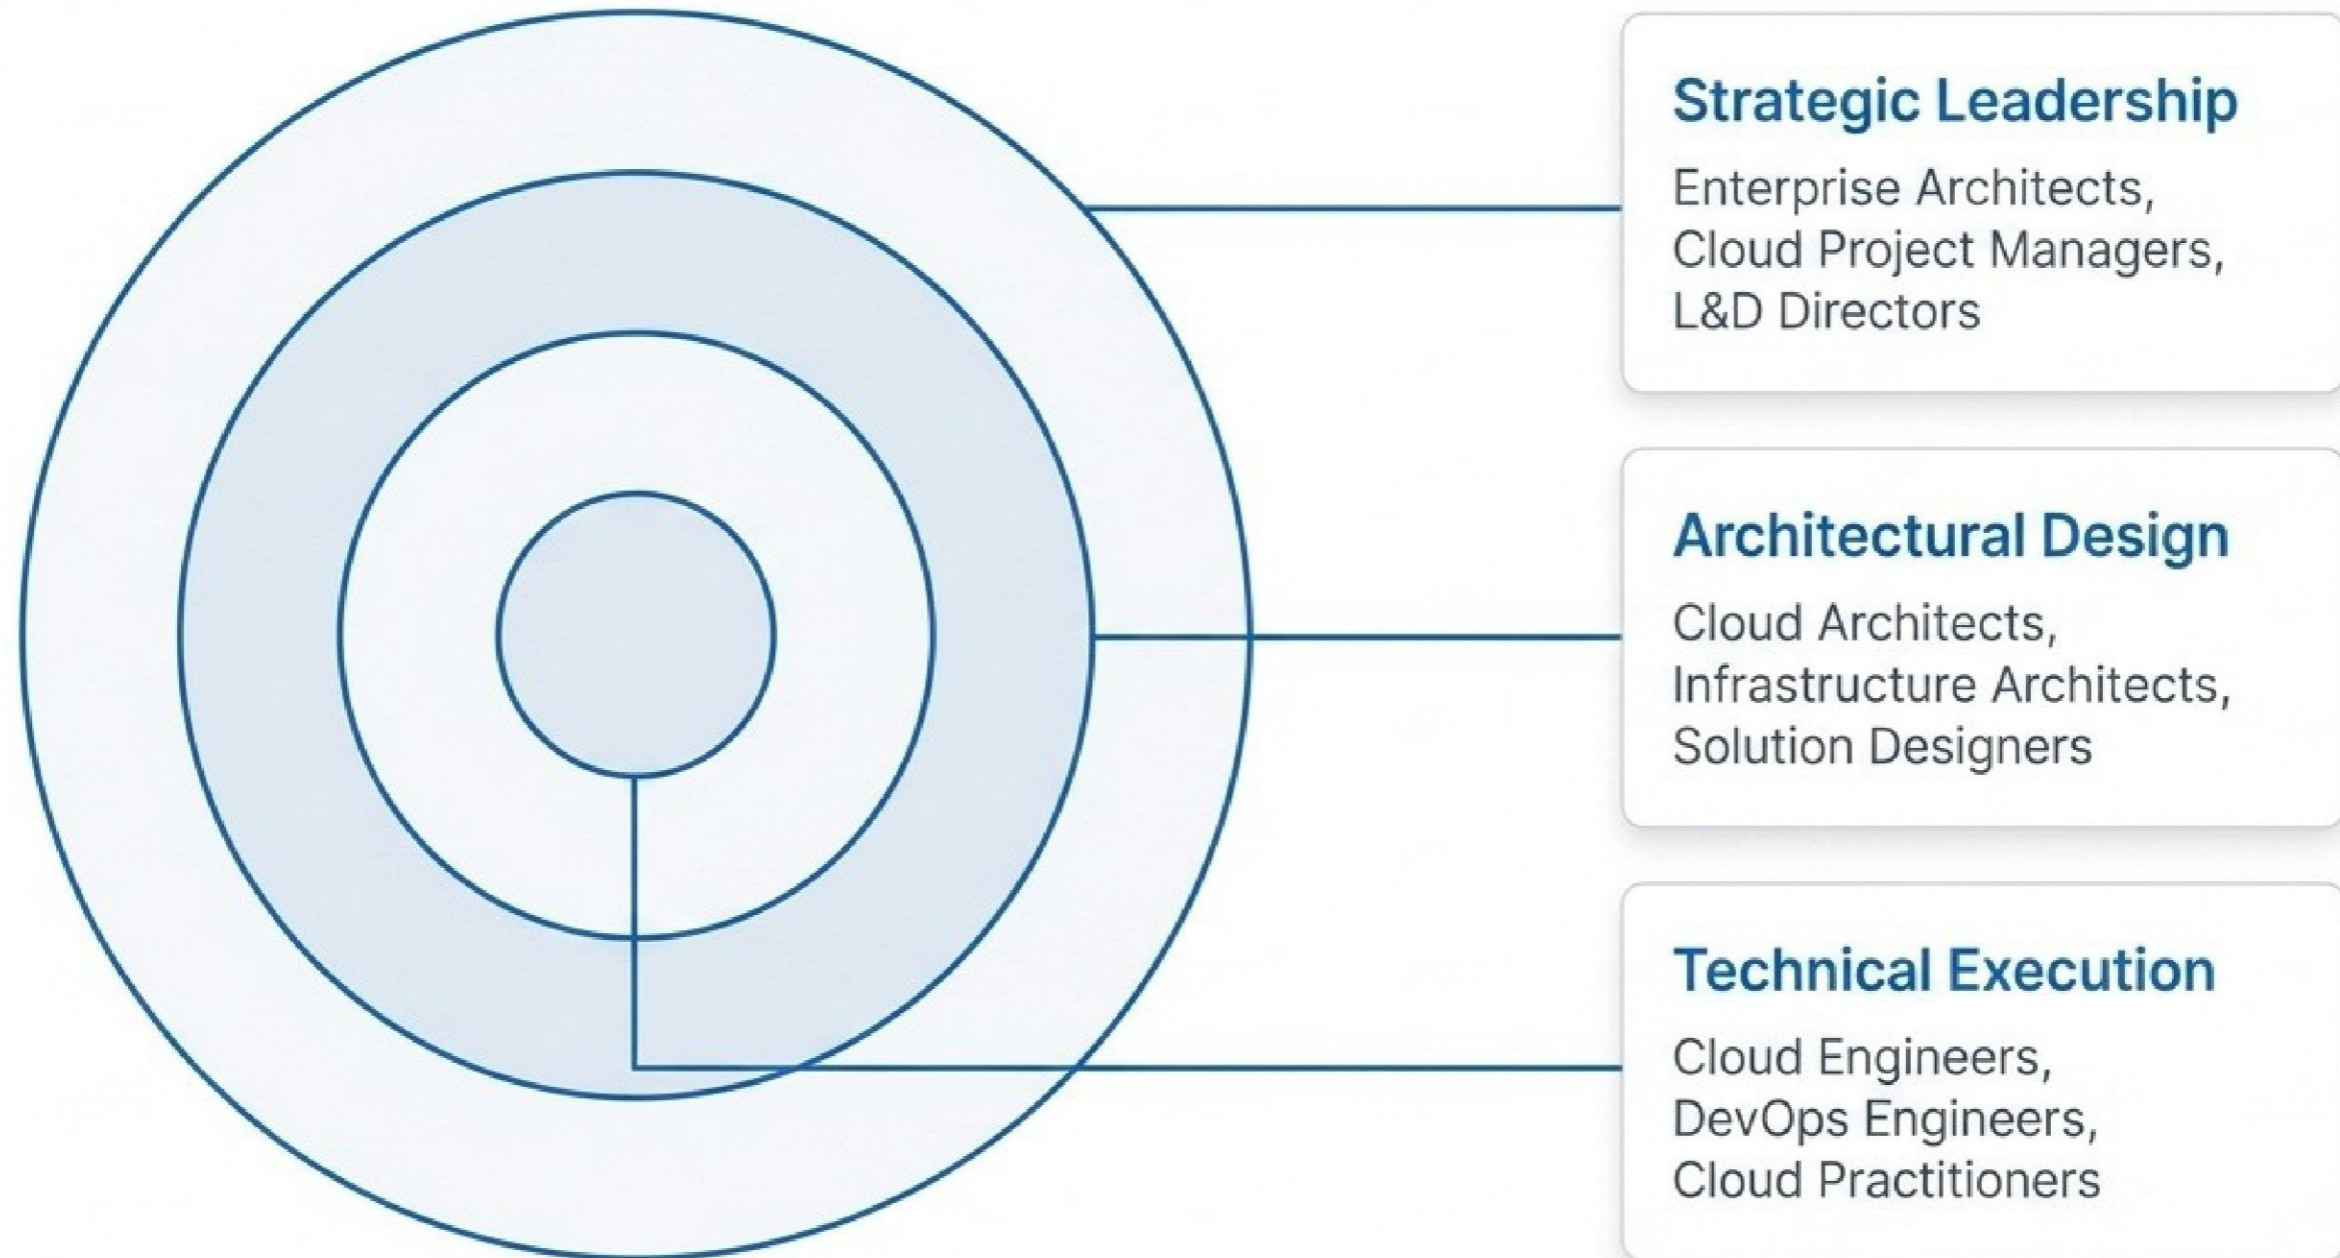 Strategic Leadership
Enterprise Architects,
Cloud Project Managers,
L&D Directors
Architectural Design
Cloud Architects,
Infrastructure Architects,
Solution Designers
Technical Execution
Cloud Engineers,
DevOps Engineers,
Cloud Practitioners